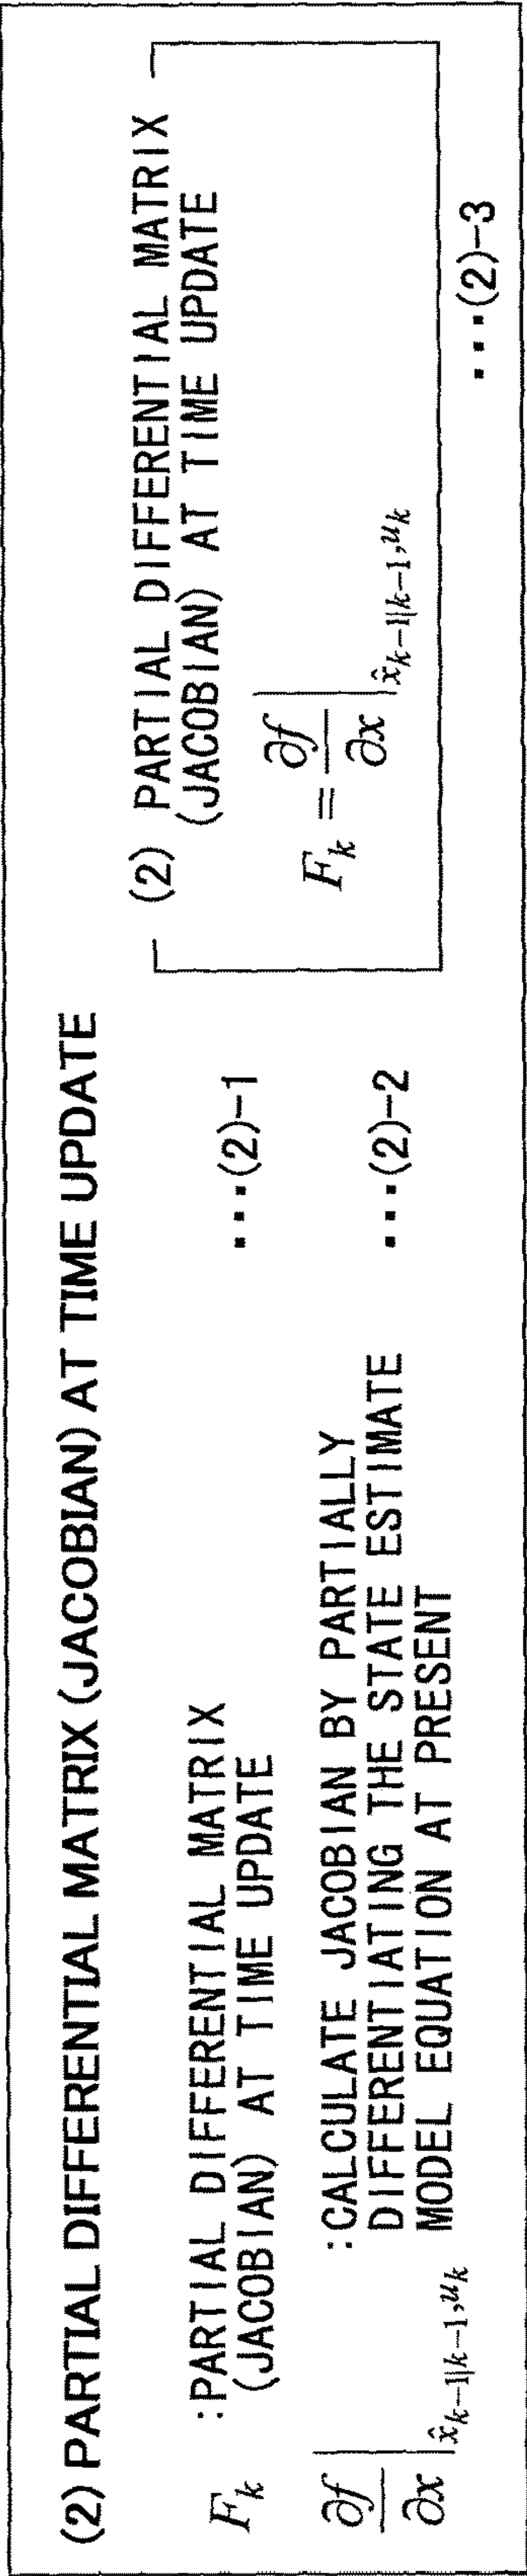 (2) PARTIAL DIFFERENTIAL MATRIX (JACOBIAN) AT TIME UPDATE
F_k :PARTIAL DIFFERENTIAL MATRIX
(JACOBIAN) AT TIME UPDATE
▪▪▪(2)-1
∂f/∂x |x̂_{k-1|k-1},u_k :CALCULATE JACOBIAN BY PARTIALLY
DIFFERENTIATING THE STATE ESTIMATE
MODEL EQUATION AT PRESENT
▪▪▪(2)-2
(2) PARTIAL DIFFERENTIAL MATRIX
(JACOBIAN) AT TIME UPDATE
F_k = ∂f/∂x |x̂_{k-1|k-1},u_k
▪▪▪(2)-3